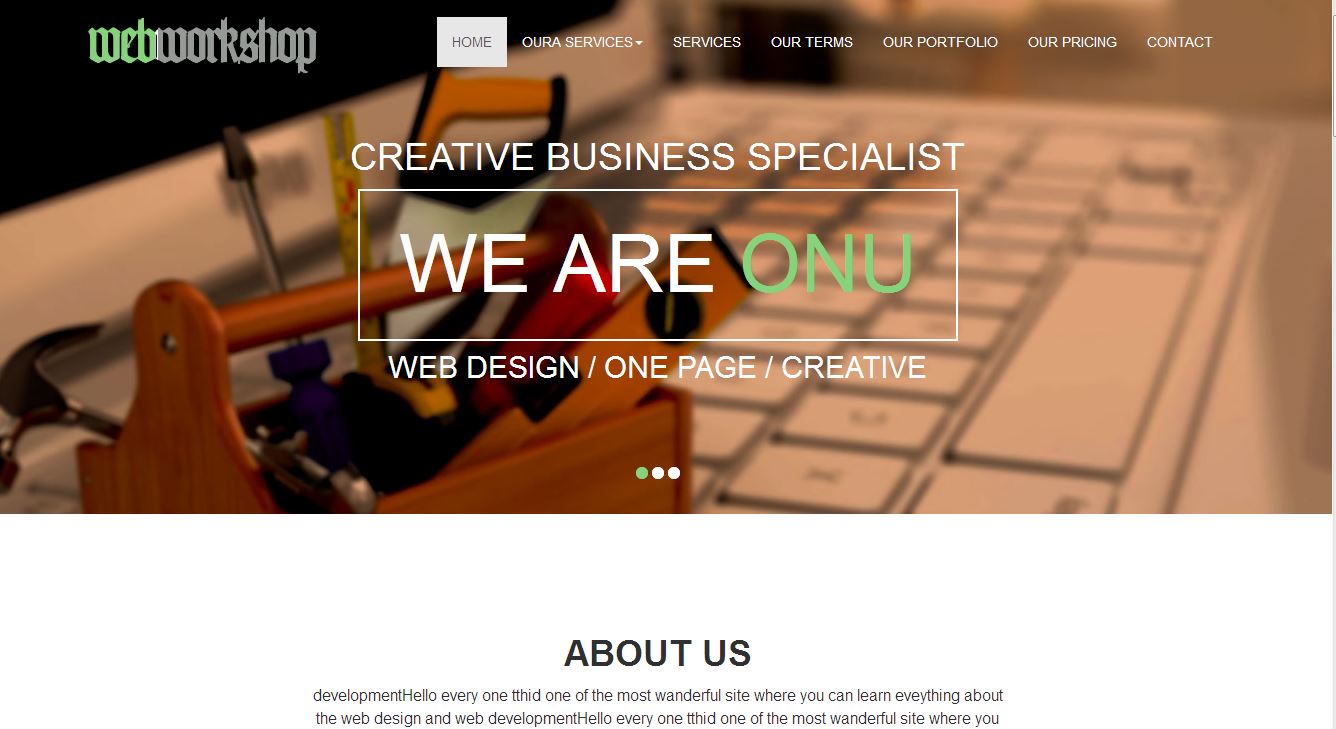 webworkshop
HOME OURA SERVICES SERVICES OUR TERMS OUR PORTFOLIO OUR PRICING CONTACT
CREATIVE BUSINESS SPECIALIST
WE ARE ONU
WEB DESIGN / ONE PAGE / CREATIVE
ABOUT US
developmentHello every one tthid one of the most wanderful site where you can learn eveything about
the web design and web developmentHello every one tthid one of the most wanderful site where you